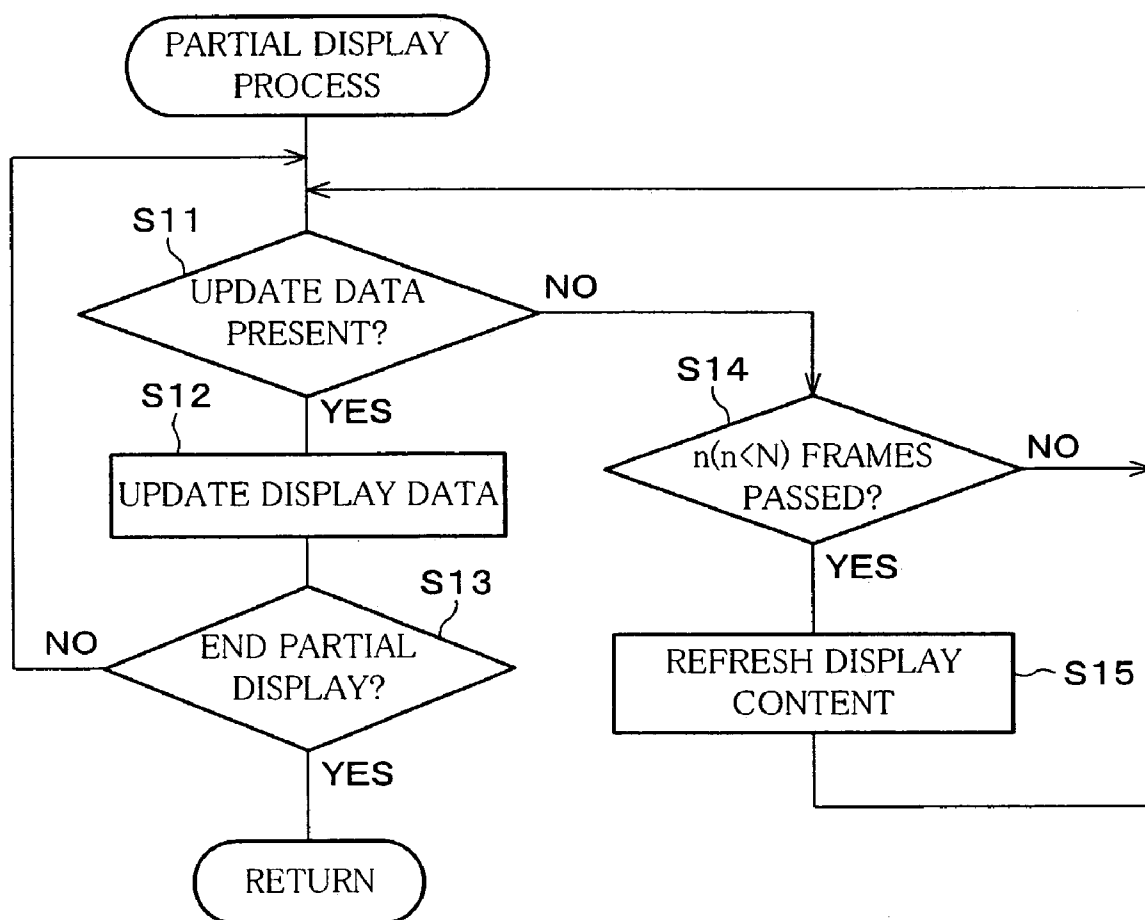 PARTIAL DISPLAY
PROCESS
S11
UPDATE DATA
PRESENT?
NO
YES
S12
UPDATE DISPLAY DATA
S13
END PARTIAL
DISPLAY?
NO
YES
RETURN
S14
n(n<N) FRAMES
PASSED?
NO
YES
REFRESH DISPLAY
CONTENT
S15